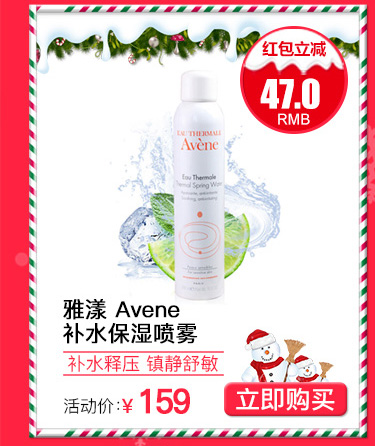 红包立减
47.0
RMB
EAU THERMALE
Avène
Eau Thermale
Thermal Spring Water
雅漾 Avene
补水保湿喷雾
补水释压 镇静舒敏
活动价:¥ 159
立即购买